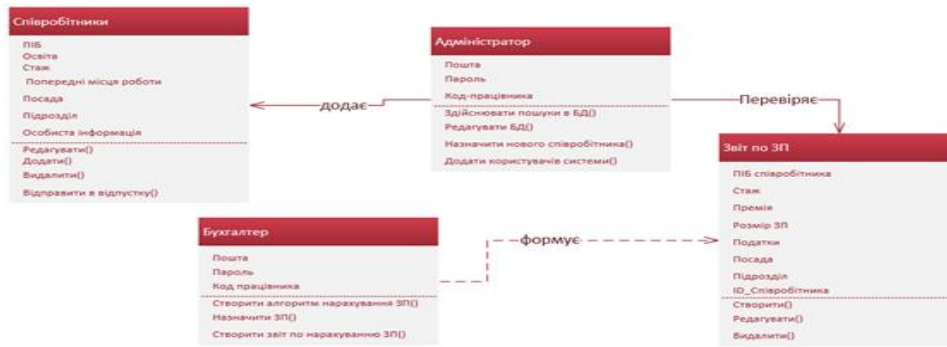 Співробітники
ПІБ
Освіта
Стаж
Попередні місця роботи
Посада
Підрозділ
Особиста інформація
Редагувати()
Додати()
Видалити()
Відправити в відпустку()
додає
Адміністратор
Пошта
Пароль
Код-працівника
Здійснювати пошуки в БД()
Редагувати БД()
Назначити нового співробітника()
Додати користувачів системи()
Перевіряє
Звіт по ЗП
ПІБ співробітника
Стаж
Премія
Розмір ЗП
Податки
Посада
Підрозділ
ID_Співробітника
Створити()
Редагувати()
Видалити()
Бухгалтер
Пошта
Пароль
Код працівника
Створити алгоритм нарахування ЗП()
Назначити ЗП()
Створити звіт по нарахуванню ЗП()
формує